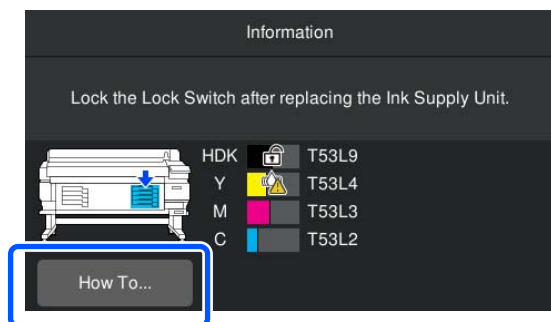 Information
Lock the Lock Switch after replacing the Ink Supply Unit.
HDK T53L9
Y T53L4
M T53L3
C T53L2
How To...